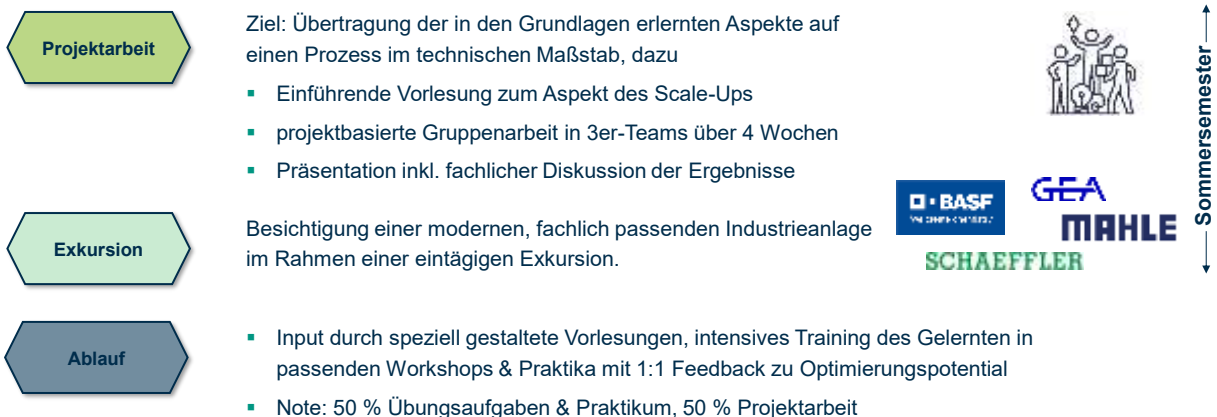 Projektarbeit
Ziel: Übertragung der in den Grundlagen erlernten Aspekte auf
einen Prozess im technischen Maßstab, dazu
▪ Einführende Vorlesung zum Aspekt des Scale-Ups
▪ projektbasierte Gruppenarbeit in 3er-Teams über 4 Wochen
▪ Präsentation inkl. fachlicher Diskussion der Ergebnisse
Sommersemester
Exkursion
Besichtigung einer modernen, fachlich passenden Industrieanlage
im Rahmen einer eintägigen Exkursion.
BASF
GEA
MAHLE
SCHAEFFLER
Ablauf
▪ Input durch speziell gestaltete Vorlesungen, intensives Training des Gelernten in
passenden Workshops & Praktika mit 1:1 Feedback zu Optimierungspotential
▪ Note: 50 % Übungsaufgaben & Praktikum, 50 % Projektarbeit